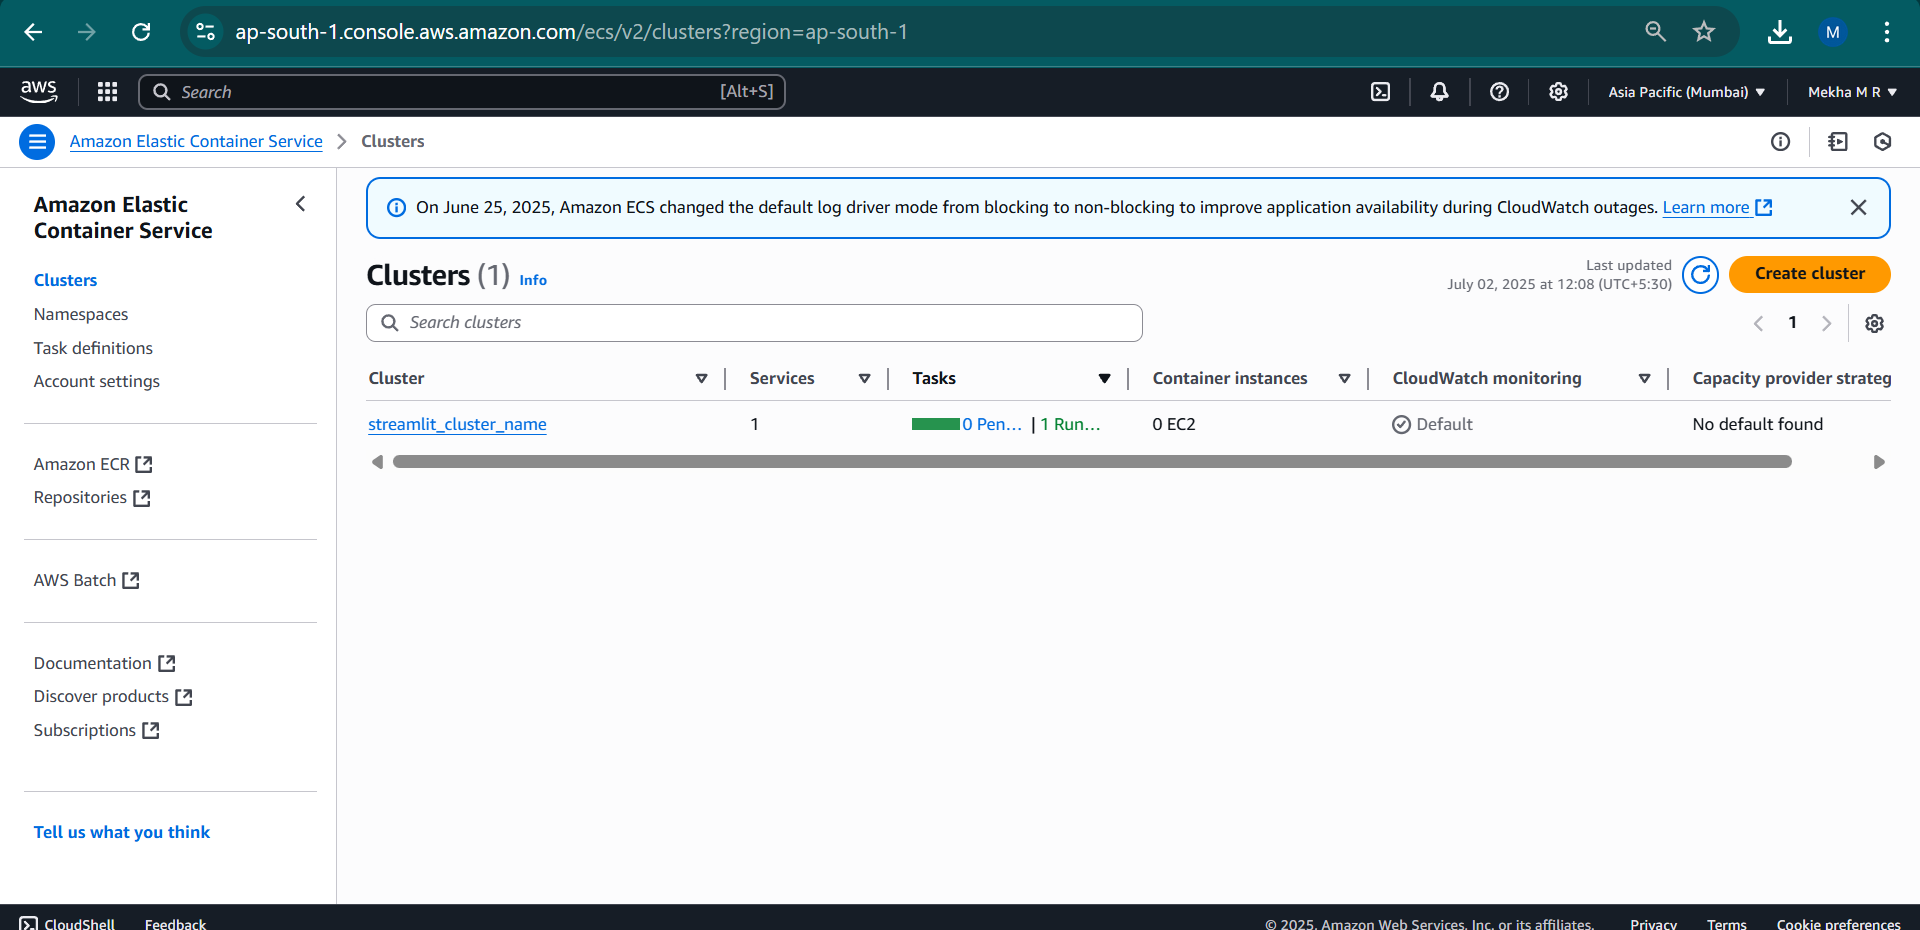 ap-south-1.console.aws.amazon.com/ecs/v2/clusters?region=ap-south-1
M
aws
Search
[Alt+S]
Asia Pacific (Mumbai)
Mekha M R
Amazon Elastic Container Service
Clusters
Amazon Elastic
Container Service
Clusters
Namespaces
Task definitions
Account settings
Amazon ECR
Repositories
AWS Batch
Documentation
Discover products
Subscriptions
Tell us what you think
On June 25, 2025, Amazon ECS changed the default log driver mode from blocking to non-blocking to improve application availability during CloudWatch outages. Learn more
Clusters (1) Info
Last updated
July 02, 2025 at 12:08 (UTC+5:30)
Create cluster
Search clusters
1
Cluster Services Tasks Container instances CloudWatch monitoring Capacity provider strateg
streamlit_cluster_name 1 0 Pen... | 1 Run... 0 EC2 Default No default found
CloudShell Feedback © 2025, Amazon Web Services, Inc. or its affiliates. Privacy Terms Cookie preferences